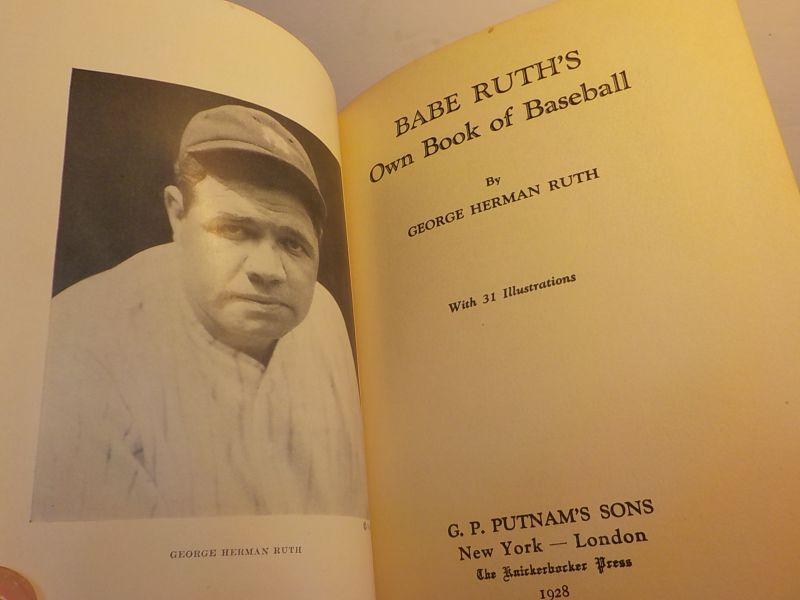 GEORGE HERMAN RUTH
BABE RUTH'S
Own Book of Baseball
By
GEORGE HERMAN RUTH
With 31 Illustrations
G. P. PUTNAM'S SONS
New York — London
The Knickerbocker Press
1928